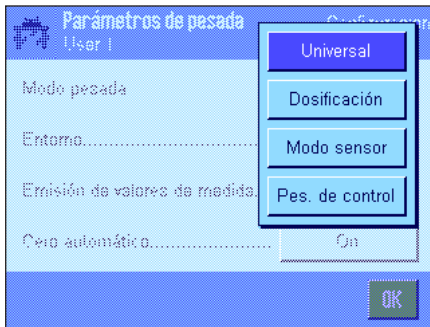 Parámetros de pesada
User 1
Universal
Modo pesada
Dosificación
Entorno..............................
Modo sensor
Emisión de valores de medida.
Pes. de control
Cero automático..................... On
OK